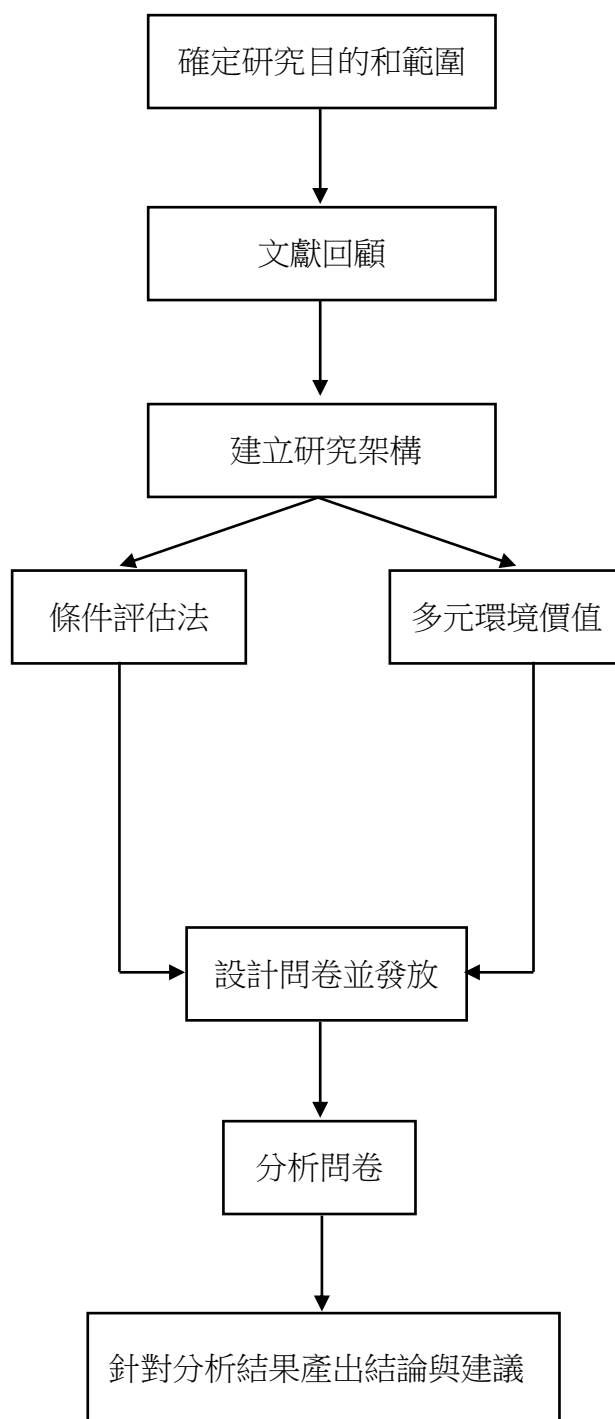 確定研究目的和範圍
文獻回顧
建立研究架構
條件評估法
多元環境價值
設計問卷並發放
分析問卷
針對分析結果產出結論與建議